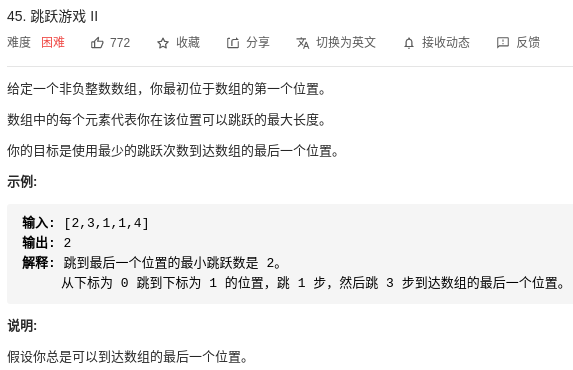 45. 跳跃游戏 II
难度 困难 772 收藏 分享 切换为英文 接收动态 反馈
给定一个非负整数数组，你最初位于数组的第一个位置。
数组中的每个元素代表你在该位置可以跳跃的最大长度。
你的目标是使用最少的跳跃次数到达数组的最后一个位置。
示例:
输入: [2,3,1,1,4]
输出: 2
解释: 跳到最后一个位置的最小跳跃数是 2。
从下标为 0 跳到下标为 1 的位置，跳 1 步，然后跳 3 步到达数组的最后一个位置。
说明:
假设你总是可以到达数组的最后一个位置。